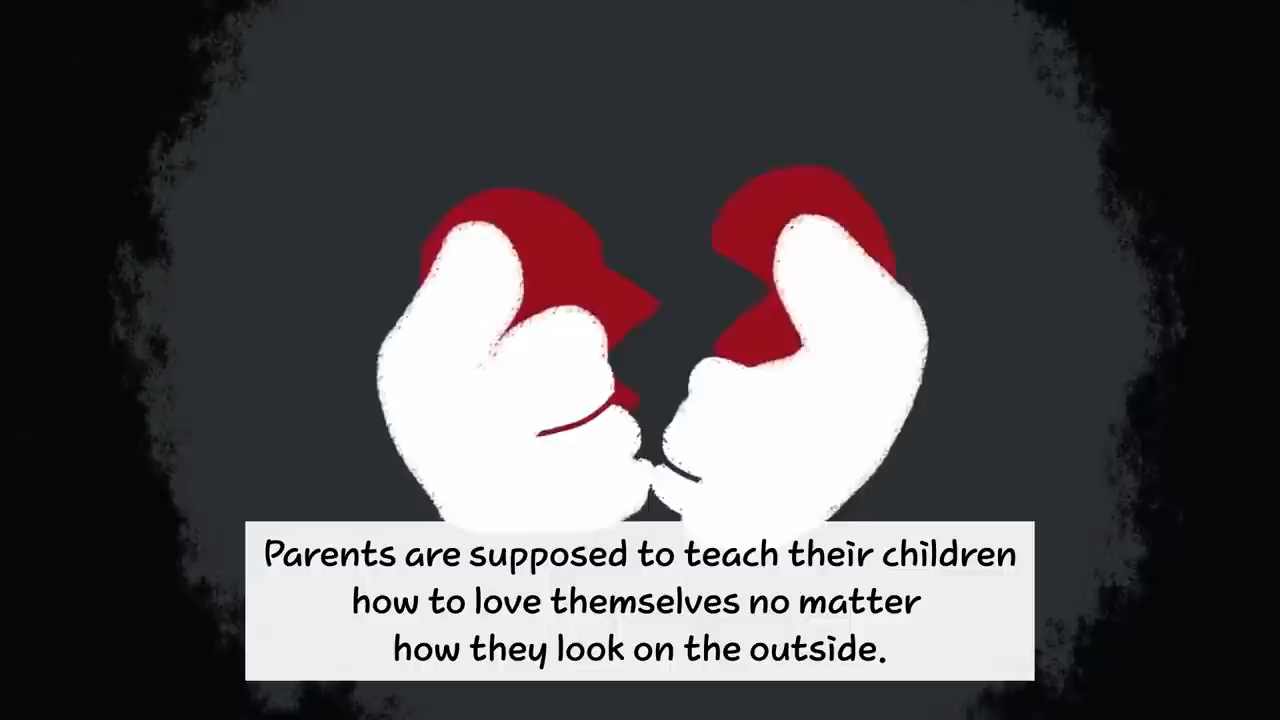 Parents are supposed to teach their children
how to love themselves no matter
how they look on the outside.